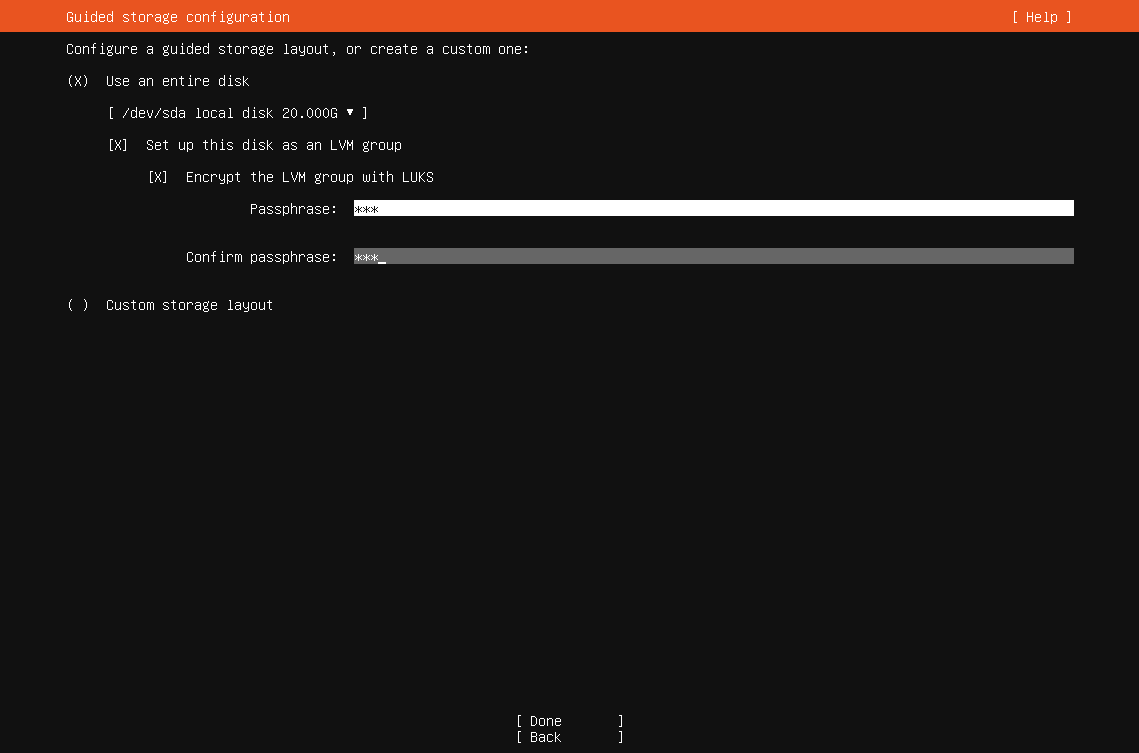 Guided storage configuration [ Help ]
Configure a guided storage layout, or create a custom one:
(X) Use an entire disk
[ /dev/sda local disk 20.000G ▾ ]
[X] Set up this disk as an LVM group
[X] Encrypt the LVM group with LUKS
Passphrase: ***
Confirm passphrase: ***_
( ) Custom storage layout
[ Done ]
[ Back ]